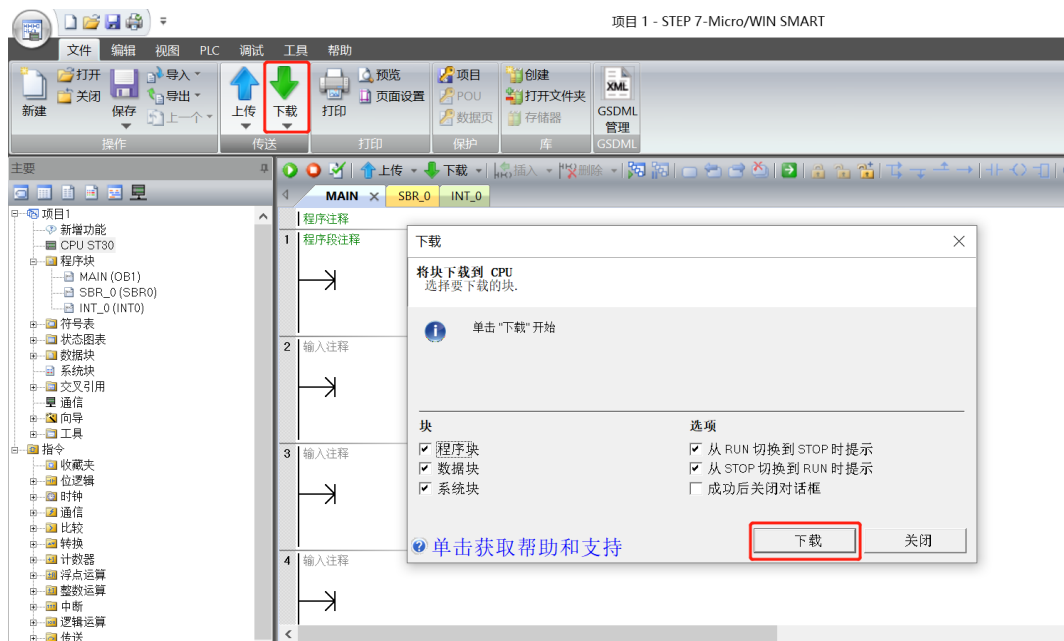 项目 1 - STEP 7-Micro/WIN SMART
文件 编辑 视图 PLC 调试 工具 帮助
新建
打开
关闭
保存
导入
导出
上一个
操作
上传
下载
传送
打印
预览
页面设置
打印
项目
POU
数据页
保护
创建
打开文件夹
存储器
库
XML
GSDML
管理
GSDML
主要
上传 下载 插入 删除
MAIN SBR_0 INT_0
项目1
新增功能
CPU ST30
程序块
MAIN (OB1)
SBR_0 (SBR0)
INT_0 (INT0)
符号表
状态图表
数据块
系统块
交叉引用
通信
向导
工具
指令
收藏夹
位逻辑
时钟
通信
比较
转换
计数器
浮点运算
整数运算
中断
逻辑运算
传送
程序注释
1 程序段注释
2 输入注释
3 输入注释
4 输入注释
下载
将块下载到 CPU
选择要下载的块.
单击 "下载" 开始
块
程序块
数据块
系统块
选项
从 RUN 切换到 STOP 时提示
从 STOP 切换到 RUN 时提示
成功后关闭对话框
单击获取帮助和支持
下载
关闭